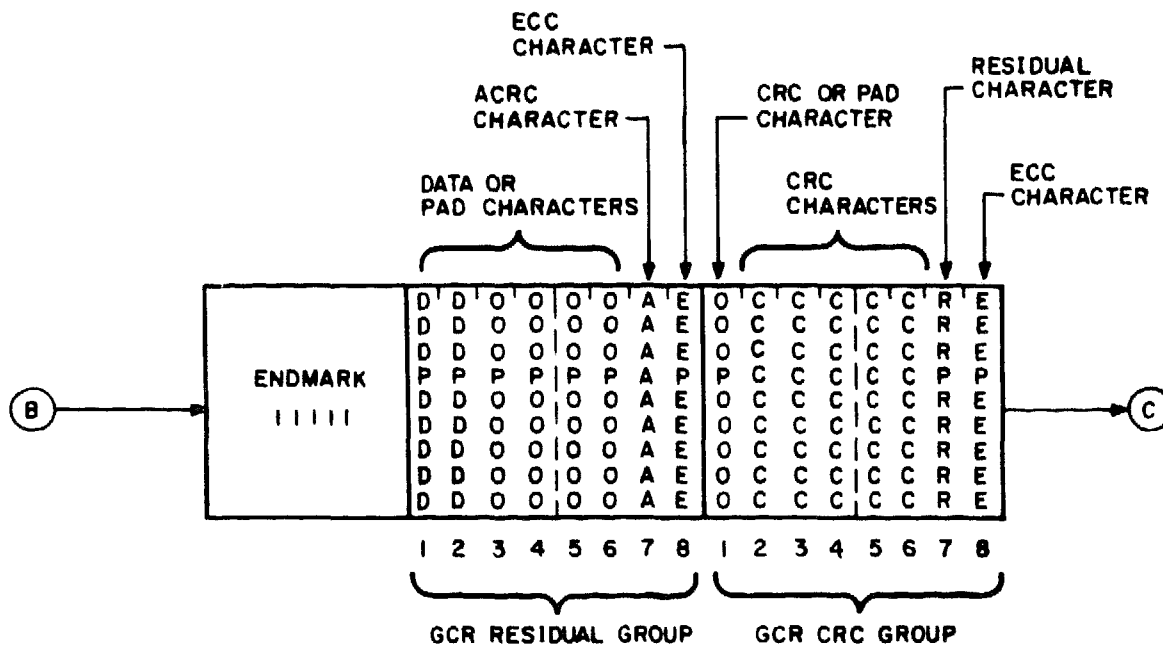 ECC
CHARACTER
ACRC
CHARACTER
CRC OR PAD
CHARACTER
RESIDUAL
CHARACTER
DATA OR
PAD CHARACTERS
CRC
CHARACTERS
ECC
CHARACTER
B
ENDMARK
11111
D D O O O O A E O C C C C C R E
D D O O O O A E O C C C C C R E
D D O O O O A E O C C C C C R E
P P P P P P A P P C C C C C P P
D D O O O O A E O C C C C C R E
D D O O O O A E O C C C C C R E
D D O O O O A E O C C C C C R E
D D O O O O A E O C C C C C R E
D D O O O O A E O C C C C C R E
C
1 2 3 4 5 6 7 8 1 2 3 4 5 6 7 8
GCR RESIDUAL GROUP
GCR CRC GROUP